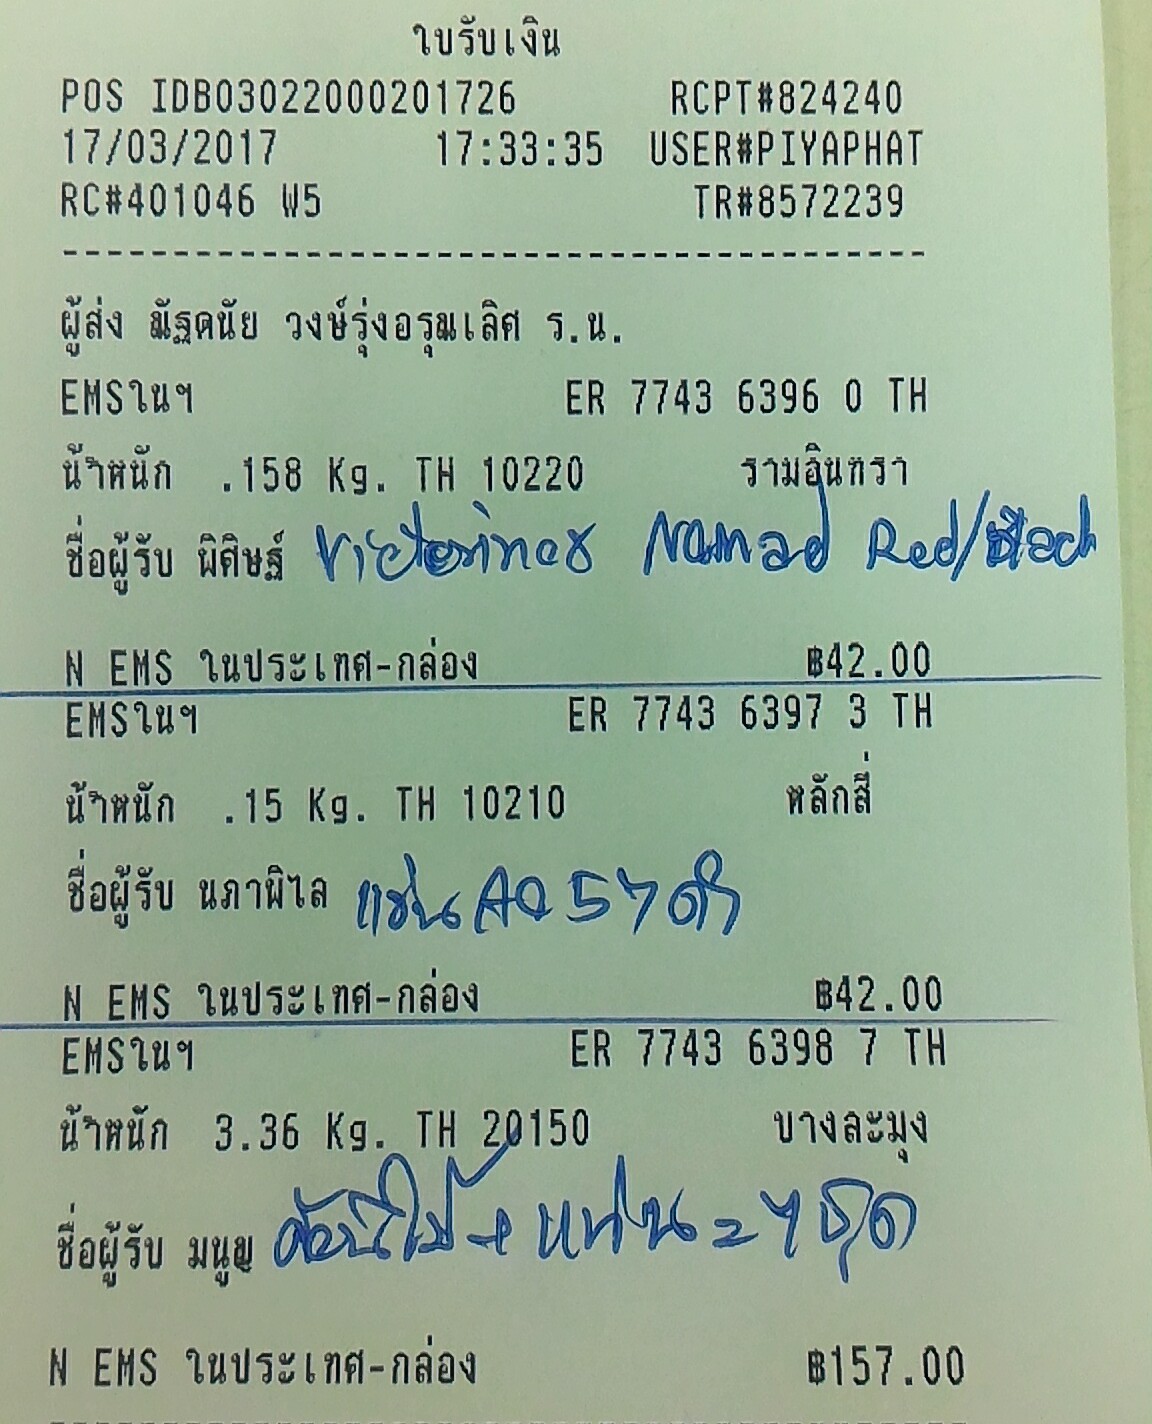 ใบรับเงิน
POS IDB03022000201726 RCPT#824240
17/03/2017 17:33:35 USER#PIYAPHAT
RC#401046 W5 TR#8572239
ผู้ส่ง ณัฐดนัย วงษ์รุ่งอรุณเลิศ ร.น.
EMSในฯ ER 7743 6396 0 TH
น้ำหนัก .158 Kg. TH 10220 รามอินทรา
ชื่อผู้รับ พิศิษฐ์ Victorinox Nomad Red/Black
N EMS ในประเทศ-กล่อง ฿42.00
EMSในฯ ER 7743 6397 3 TH
น้ำหนัก .15 Kg. TH 10210 หลักสี่
ชื่อผู้รับ นภาพิไล แว่น
N EMS ในประเทศ-กล่อง ฿42.00
EMSในฯ ER 7743 6398 7 TH
น้ำหนัก 3.36 Kg. TH 20150 บางละมุง
ชื่อผู้รับ มนูญ
N EMS ในประเทศ-กล่อง ฿157.00